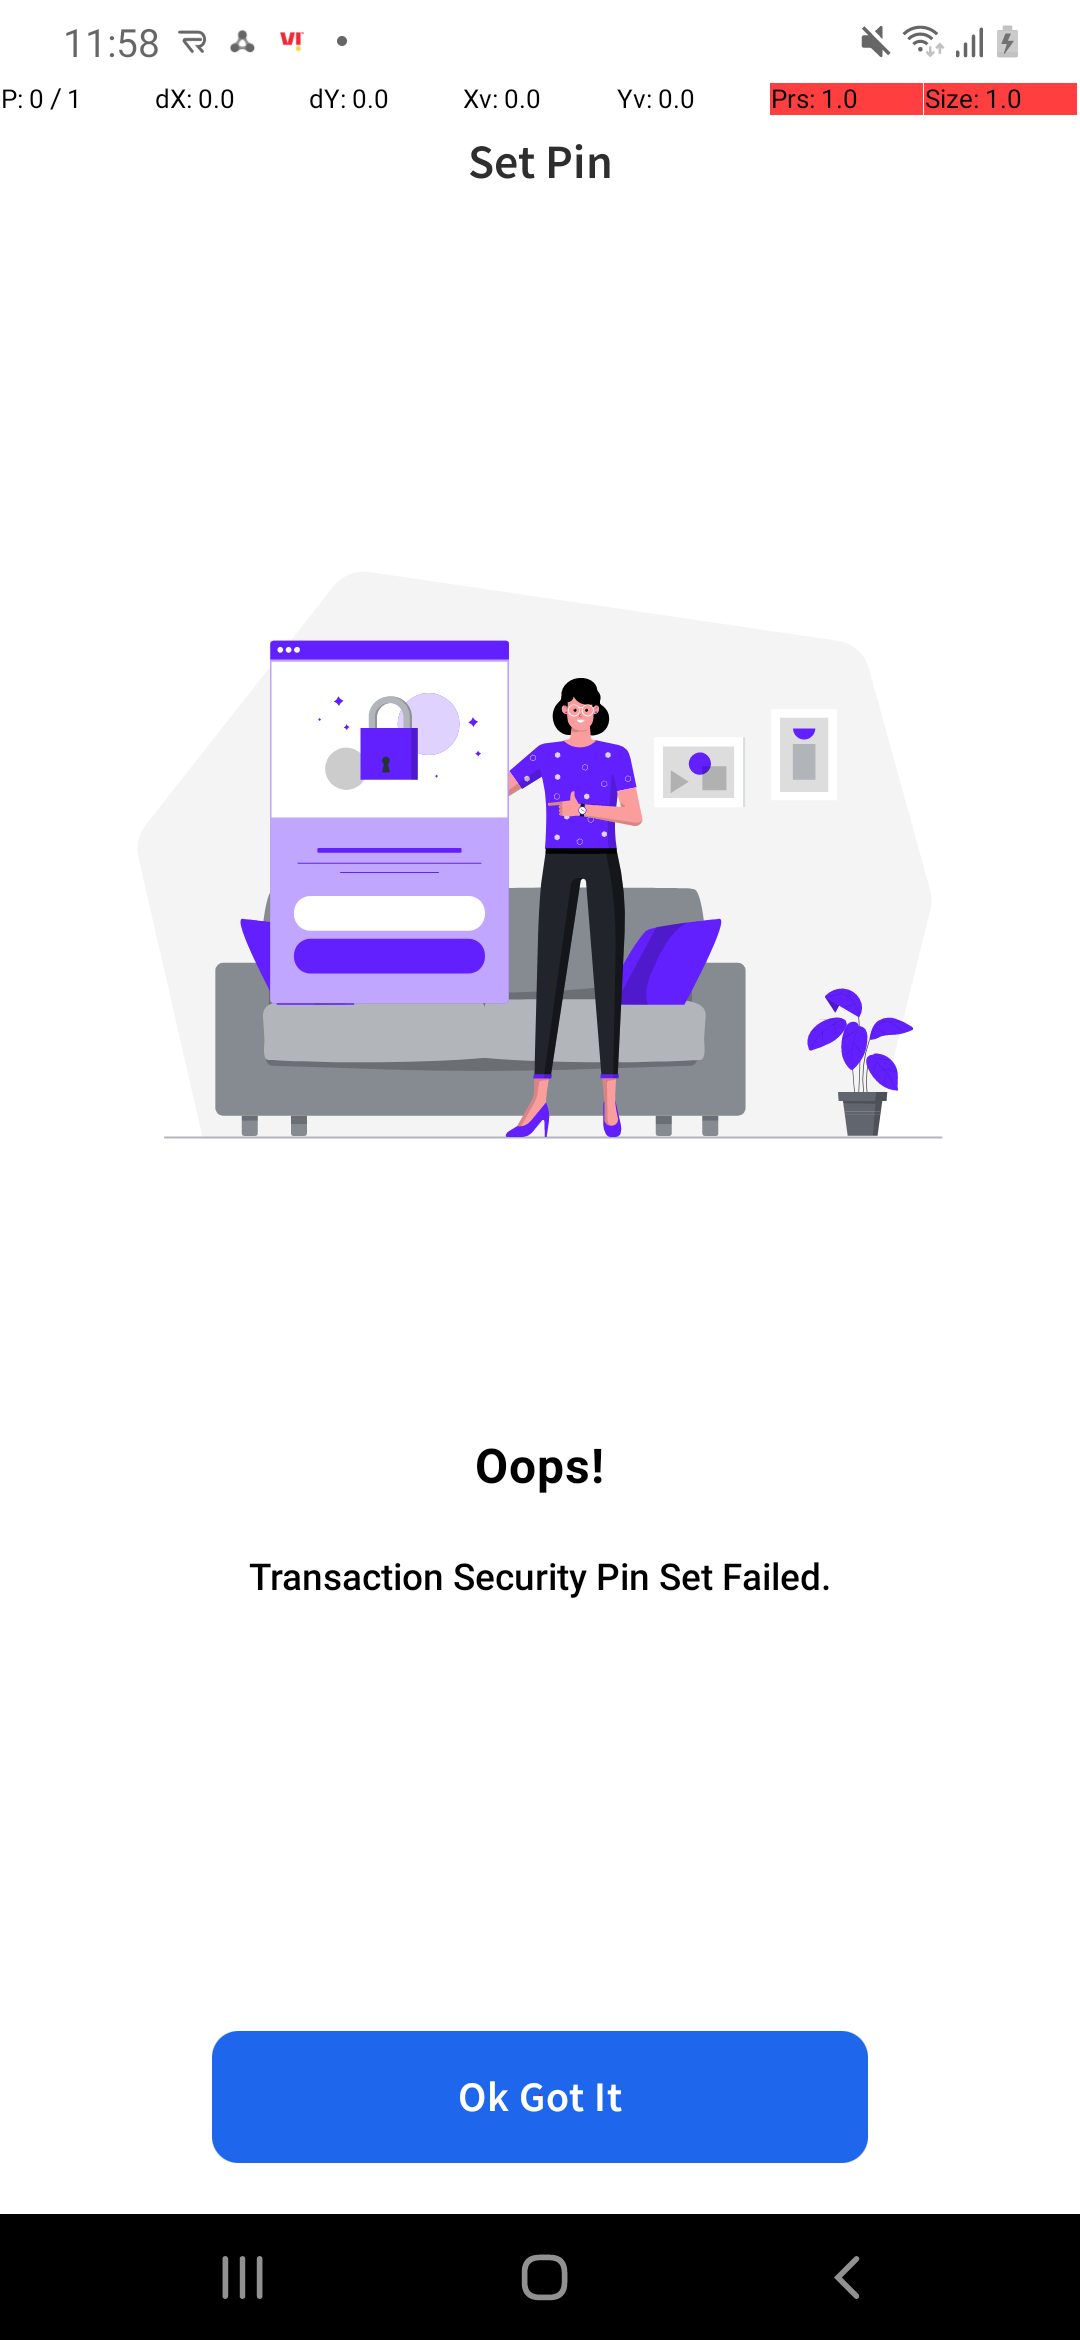 11:58
P: 0 / 1 dX: 0.0 dY: 0.0 Xv: 0.0 Yv: 0.0 Prs: 1.0 Size: 1.0
Set Pin
Oops!
Transaction Security Pin Set Failed.
Ok Got It